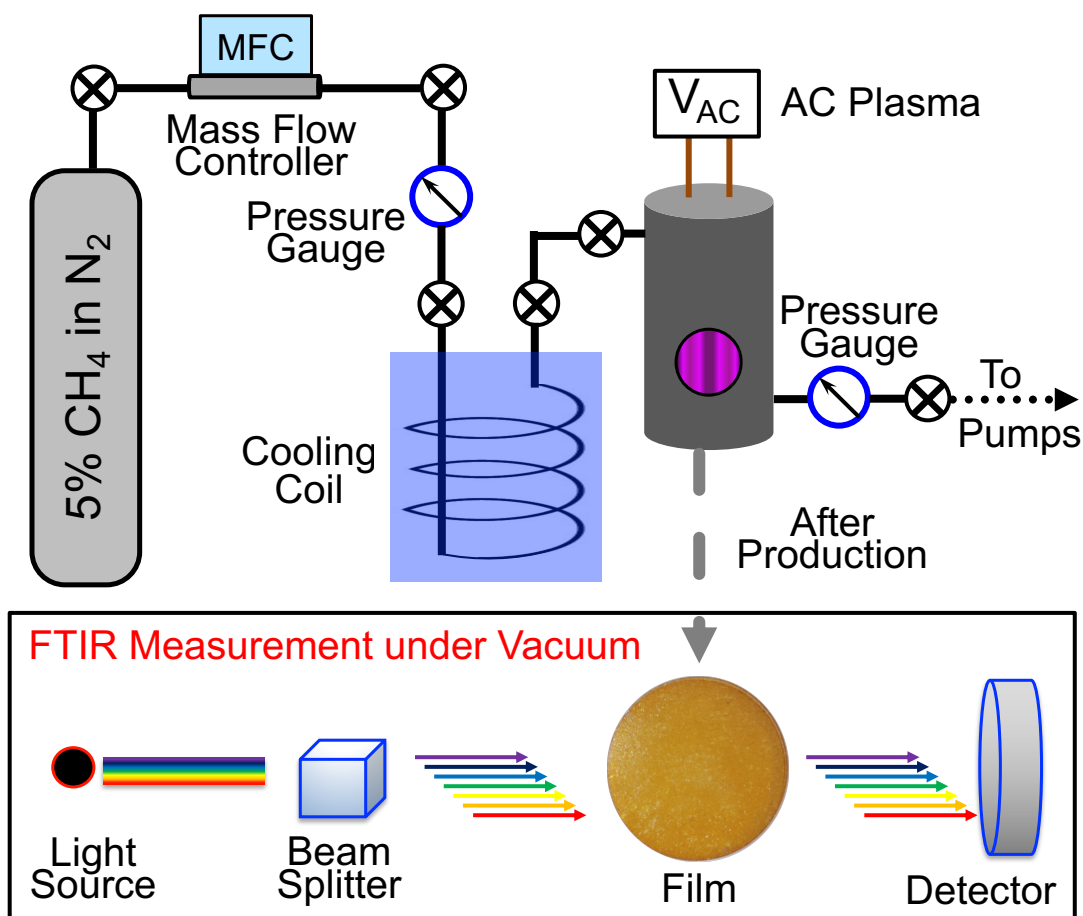 MFC
Mass Flow
Controller
V_AC
AC Plasma
Pressure
Gauge
5% CH₄ in N₂
Pressure
Gauge
To
Pumps
Cooling
Coil
After
Production
FTIR Measurement under Vacuum
Light
Source
Beam
Splitter
Film
Detector